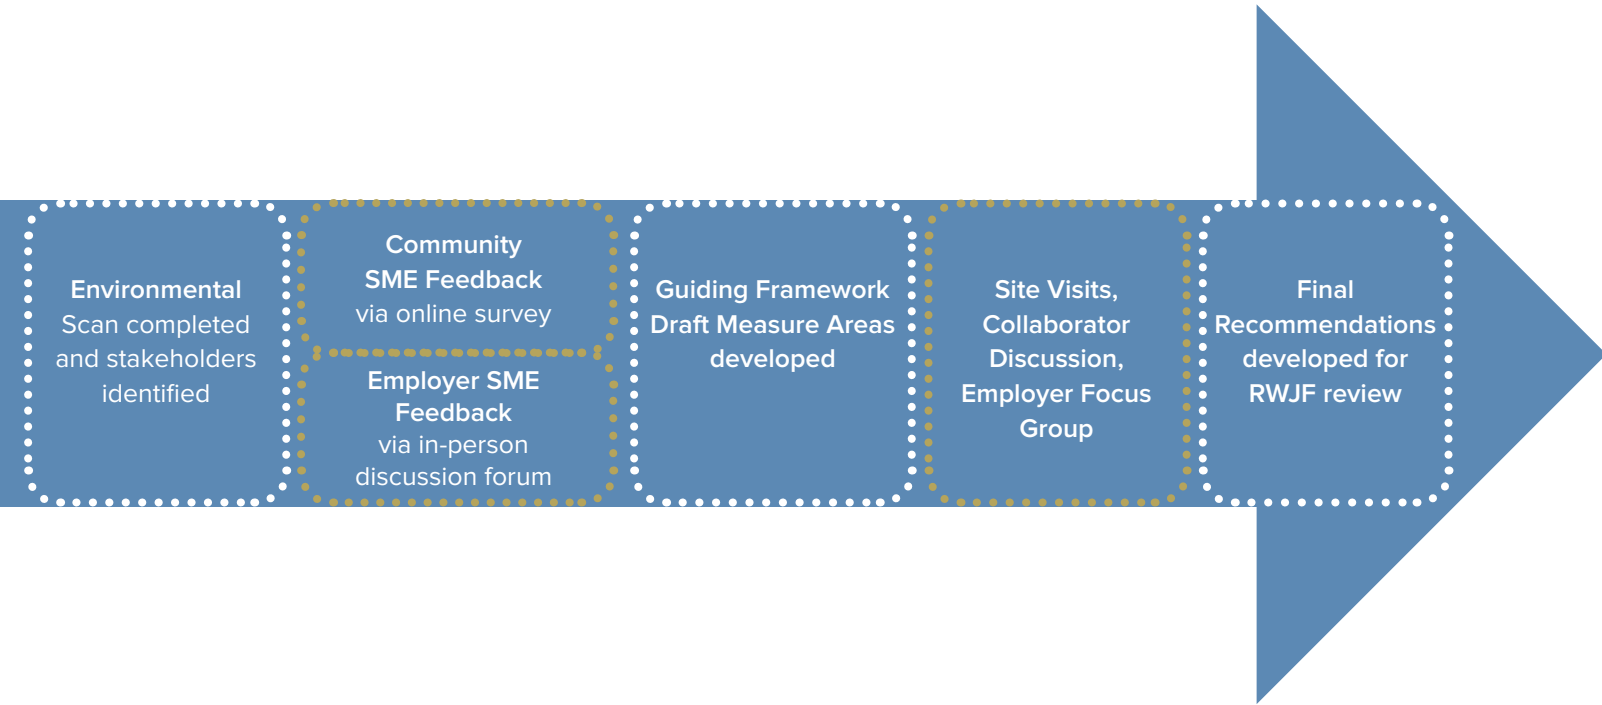 Environmental
Scan completed
and stakeholders
identified
Community
SME Feedback
via online survey
Employer SME
Feedback
via in-person
discussion forum
Guiding Framework
Draft Measure Areas
developed
Site Visits,
Collaborator
Discussion,
Employer Focus
Group
Final
Recommendations
developed for
RWJF review